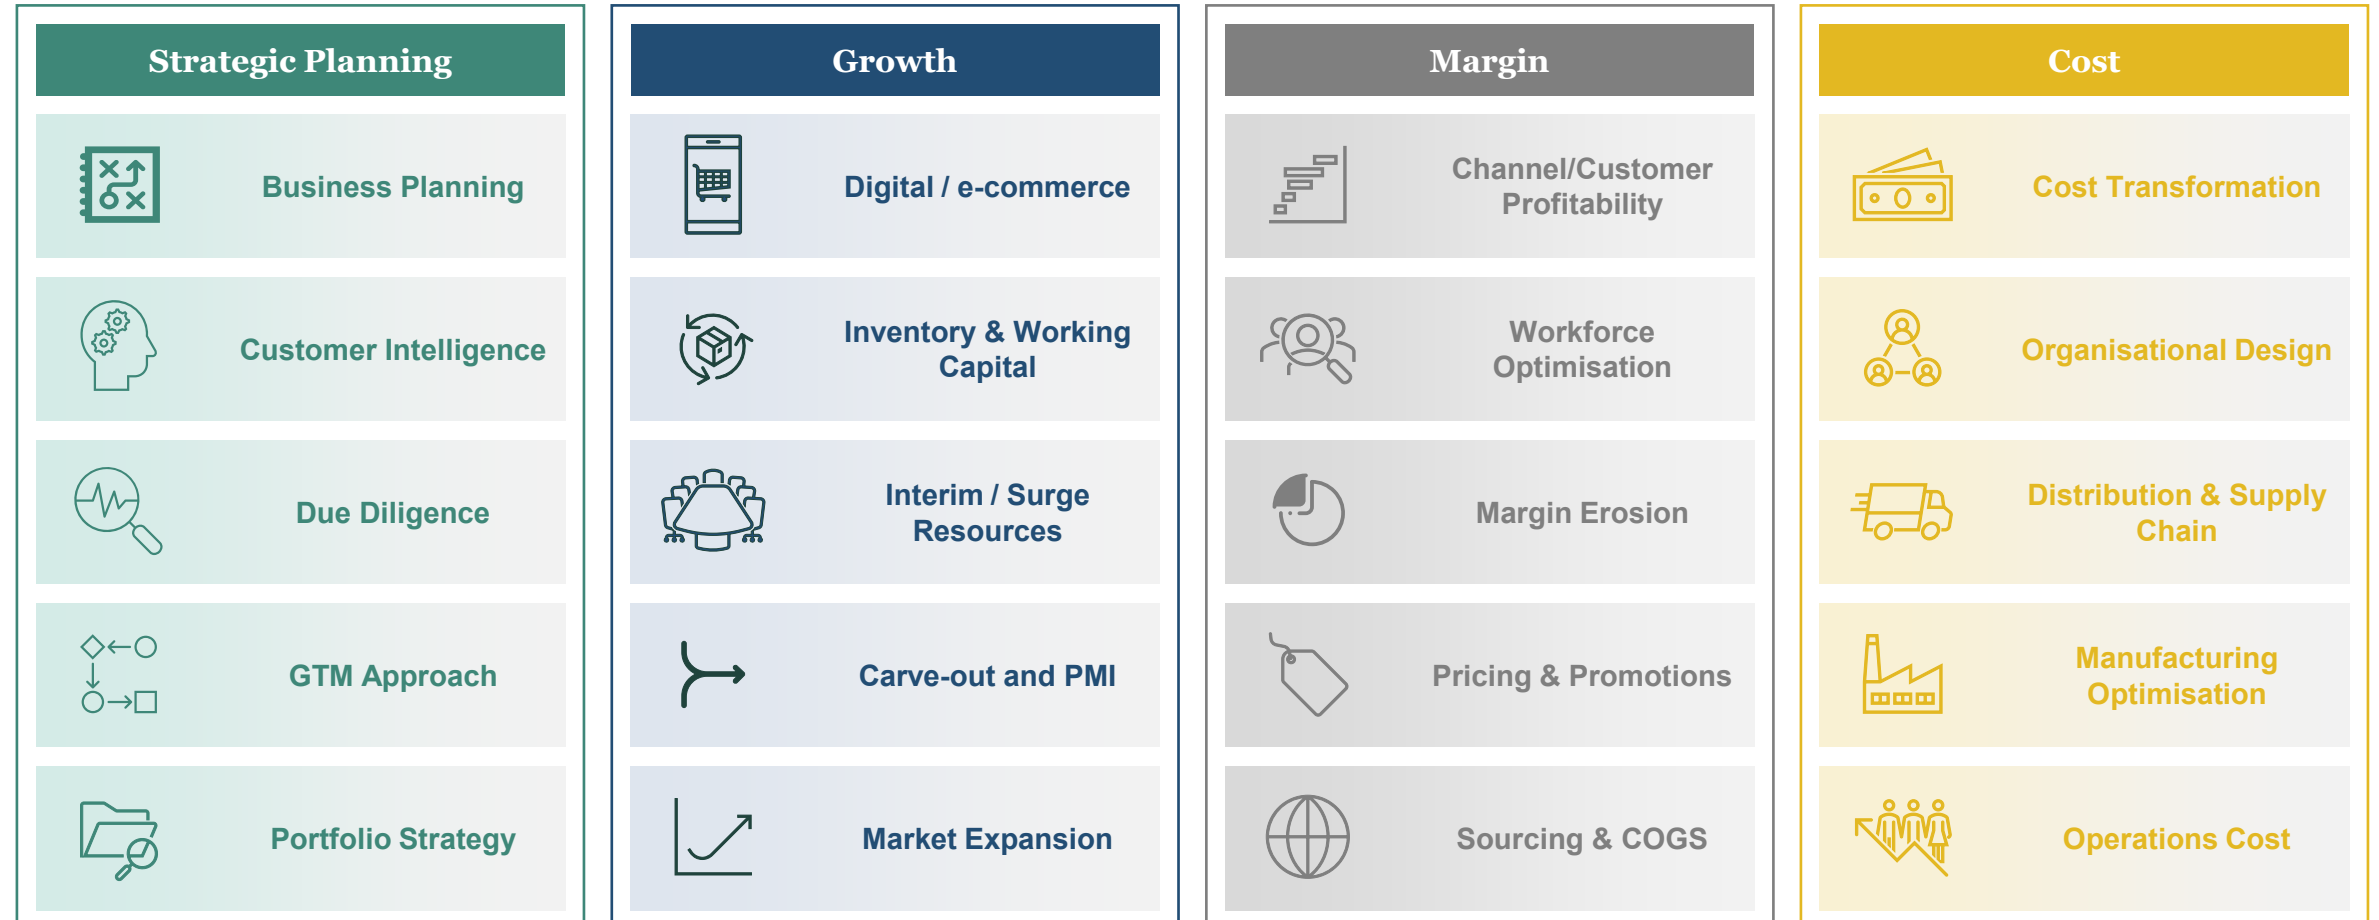 Strategic Planning
Business Planning
Customer Intelligence
Due Diligence
GTM Approach
Portfolio Strategy
Growth
Digital / e-commerce
Inventory & Working
Capital
Interim / Surge
Resources
Carve-out and PMI
Market Expansion
Margin
Channel/Customer
Profitability
Workforce
Optimisation
Margin Erosion
Pricing & Promotions
Sourcing & COGS
Cost
Cost Transformation
Organisational Design
Distribution & Supply
Chain
Manufacturing
Optimisation
Operations Cost